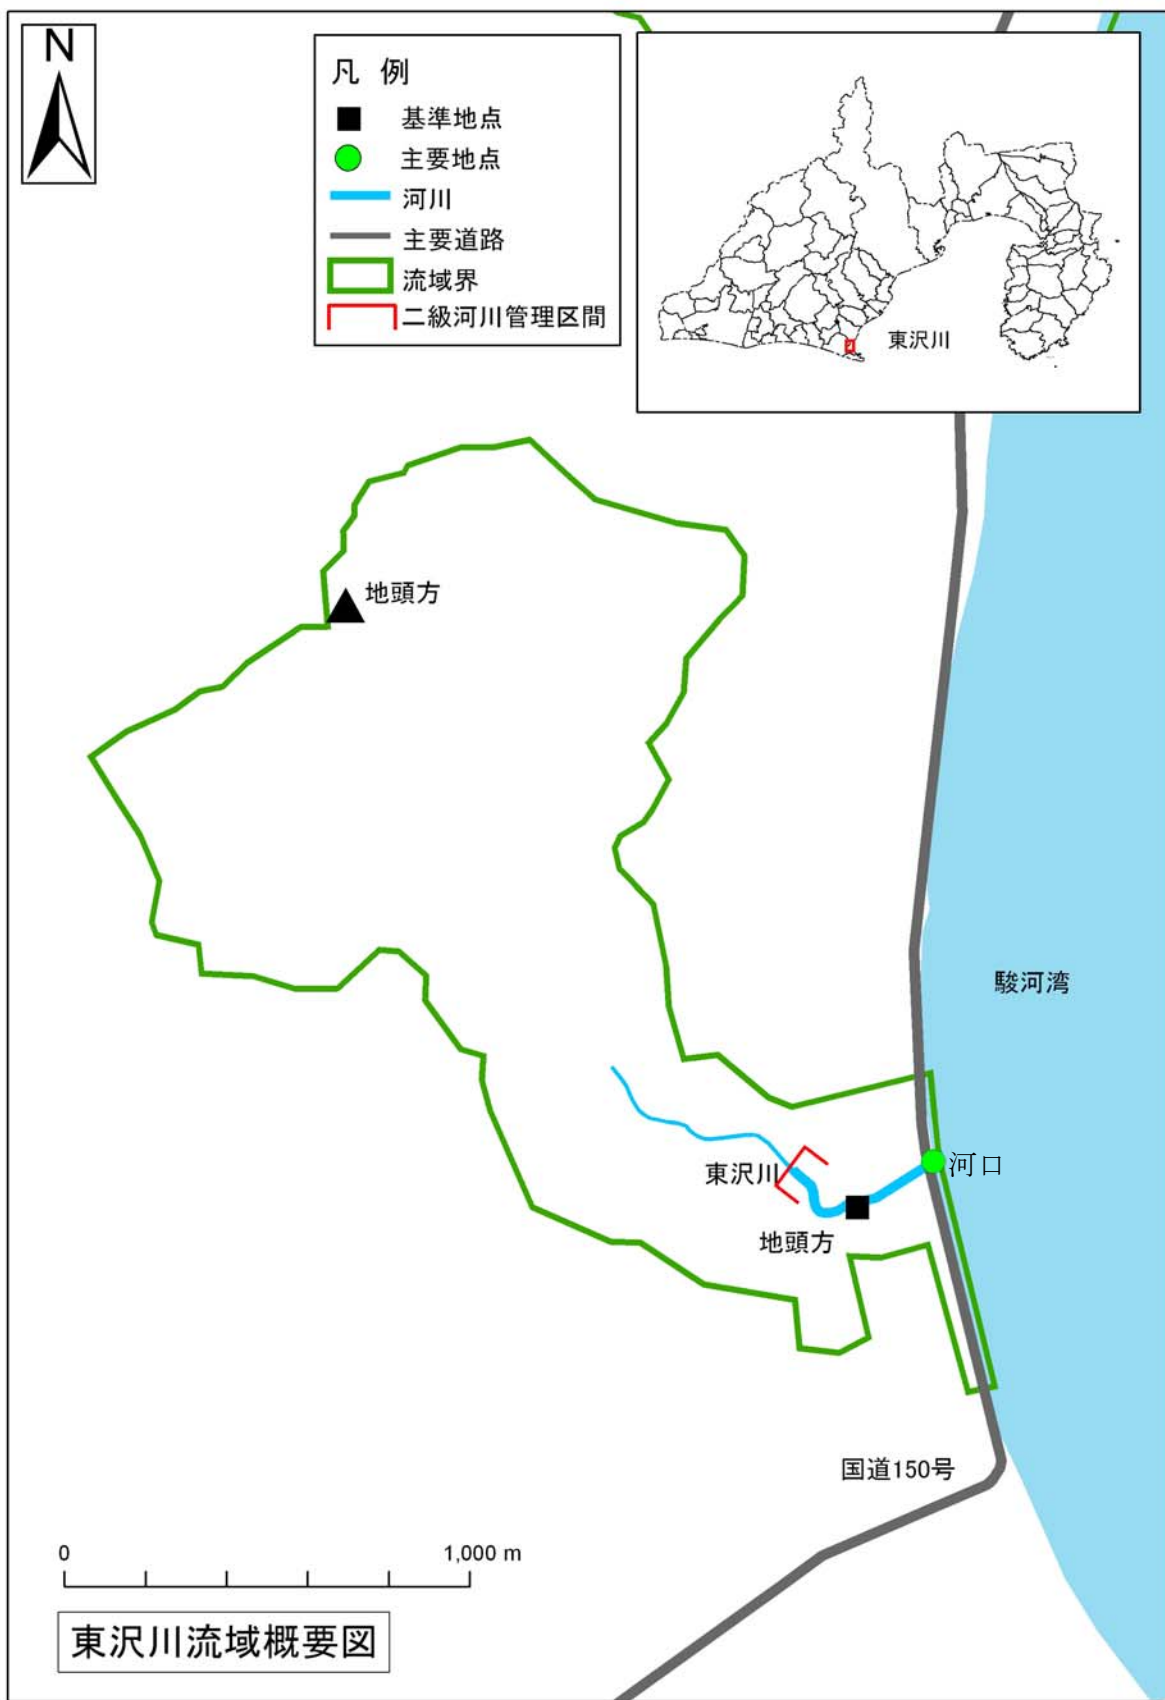 N
凡 例
基準地点
主要地点
河川
主要道路
流域界
二級河川管理区間
東沢川
地頭方
駿河湾
東沢川
河口
地頭方
国道150号
0
1,000 m
東沢川流域概要図